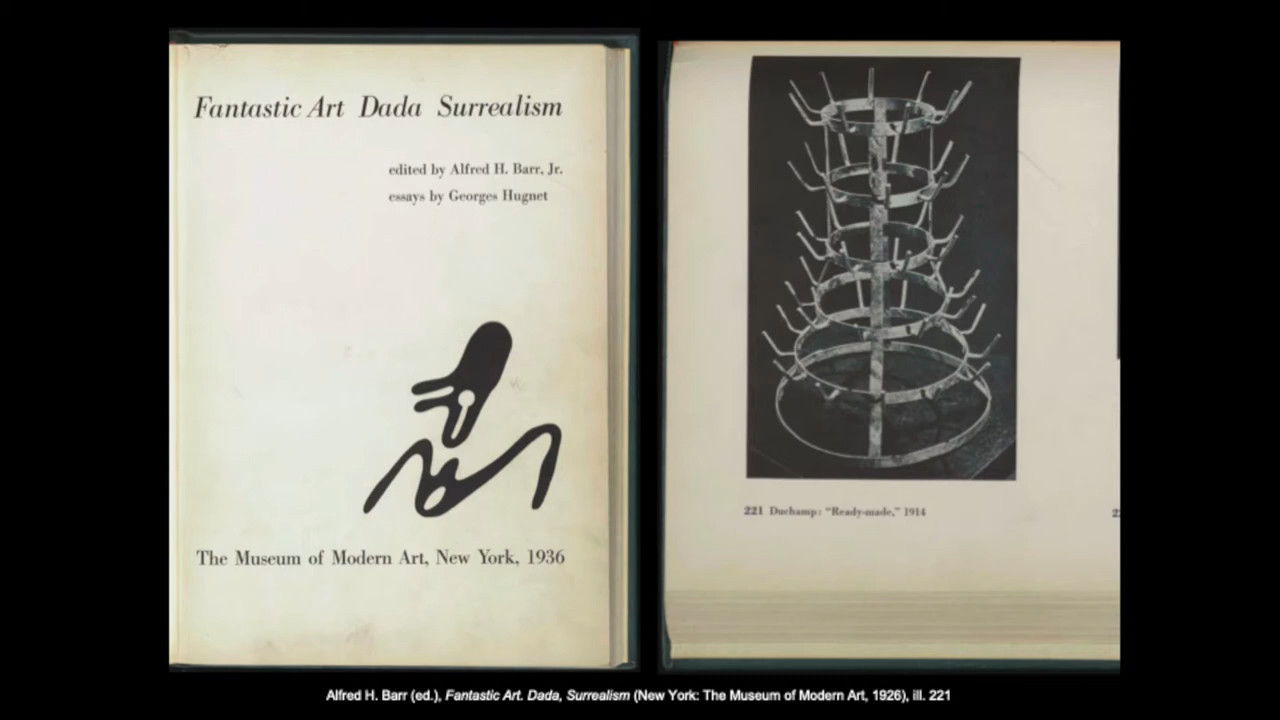 Fantastic Art Dada Surrealism
edited by Alfred H. Barr, Jr.
essays by Georges Hugnet
The Museum of Modern Art, New York, 1936
221 Duchamp: "Ready-made," 1914
Alfred H. Barr (ed.), Fantastic Art. Dada, Surrealism (New York: The Museum of Modern Art, 1926), ill. 221